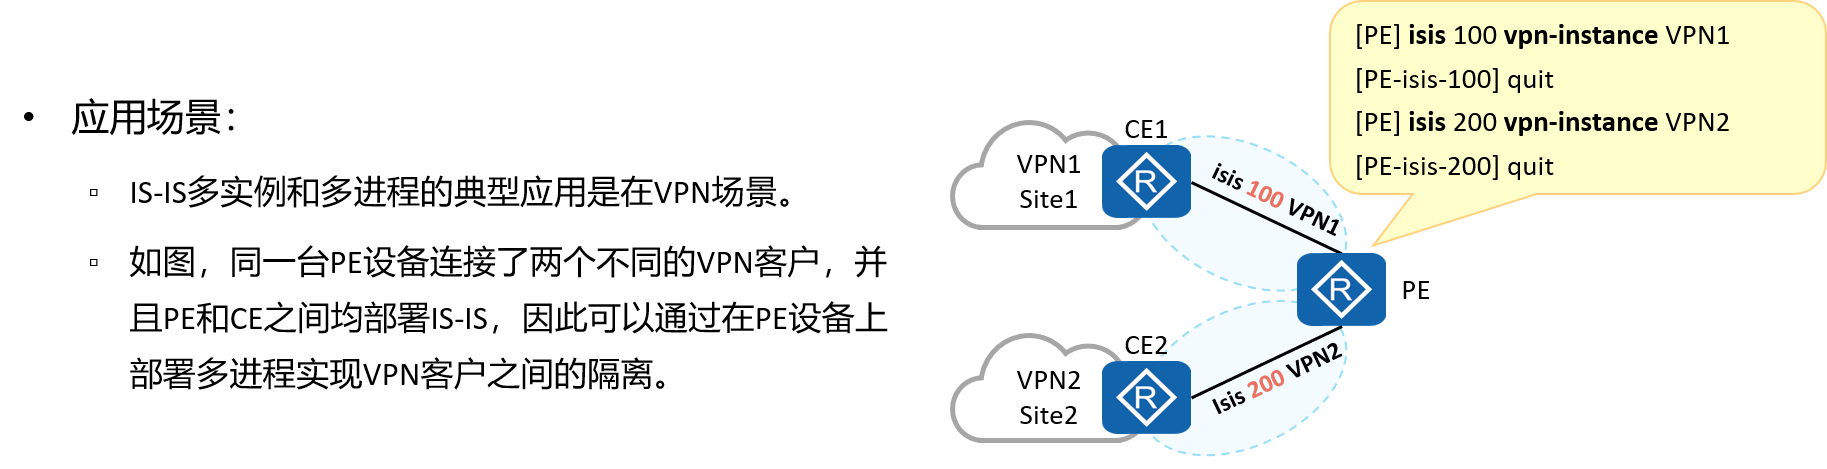 • 应用场景：
▫ IS-IS多实例和多进程的典型应用是在VPN场景。
▫ 如图，同一台PE设备连接了两个不同的VPN客户，并
且PE和CE之间均部署IS-IS，因此可以通过在PE设备上
部署多进程实现VPN客户之间的隔离。
[PE] isis 100 vpn-instance VPN1
[PE-isis-100] quit
[PE] isis 200 vpn-instance VPN2
[PE-isis-200] quit
CE1
VPN1
Site1
R
isis 100 VPN1
R
PE
CE2
VPN2
Site2
R
Isis 200 VPN2